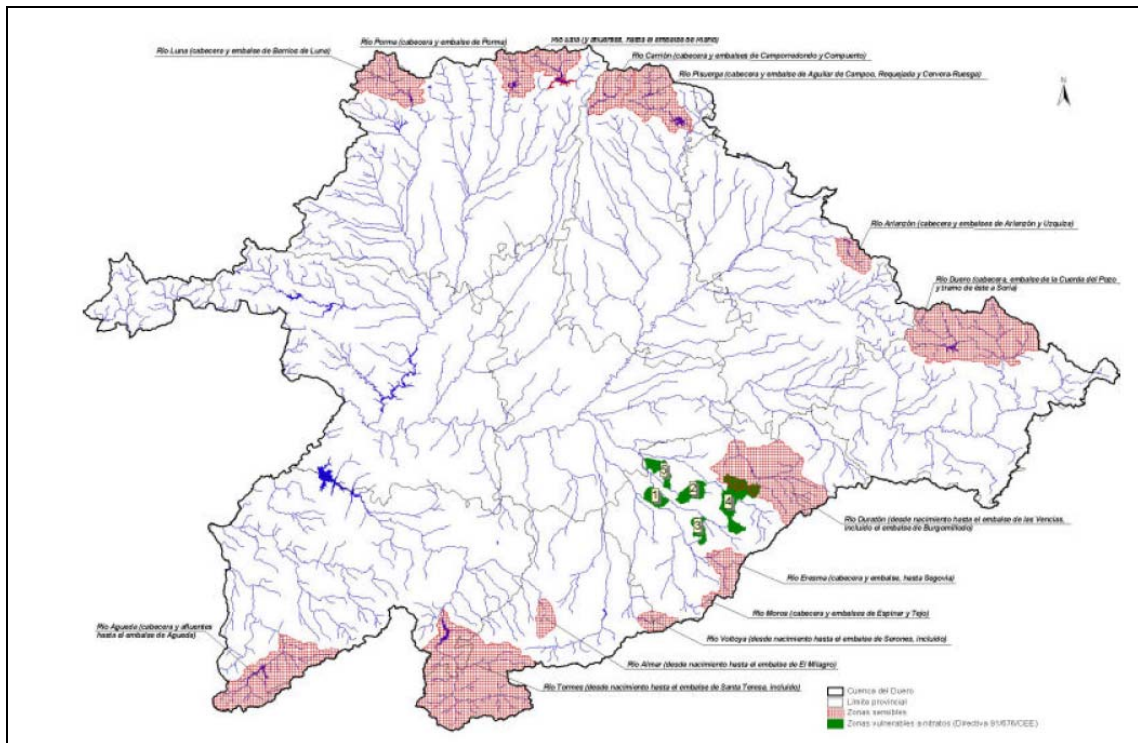 Río Porma (cabecera y embalse de Porma)
Río Luna (cabecera y embalse de Barrios de Luna)
Río Carrión (cabecera y embalses de Camporredondo y Compuerto)
Río Pisuerga (cabecera y embalse de Aguilar de Campoo, Requejada y Cervera-Ruesga)
N
Río Arlanzón (cabecera y embalses de Arlanzón y Uzquiza)
Río Duero (cabecera, embalse de la Cuerda del Pozo
y tramo de éste a Soria)
5
1
2
4
3
Río Duratón (desde nacimiento hasta el embalse de las Vencías,
incluido el embalse de Burgomillodo)
Río Eresma (cabecera y embalse, hasta Segovia)
Río Moros (cabecera y embalses de Espinar y Tejo)
Río Voltoya (desde nacimiento hasta el embalse de Serones, incluido)
Río Agueda (cabecera y afluentes
hasta el embalse de Agueda)
Río Almar (desde nacimiento hasta el embalse de El Milagro)
Río Tormes (desde nacimiento hasta el embalse de Santa Teresa, incluido)
Cuenca del Duero
Límite provincial
Zonas sensibles
Zonas vulnerables a nitratos (Directiva 91/676/CEE)